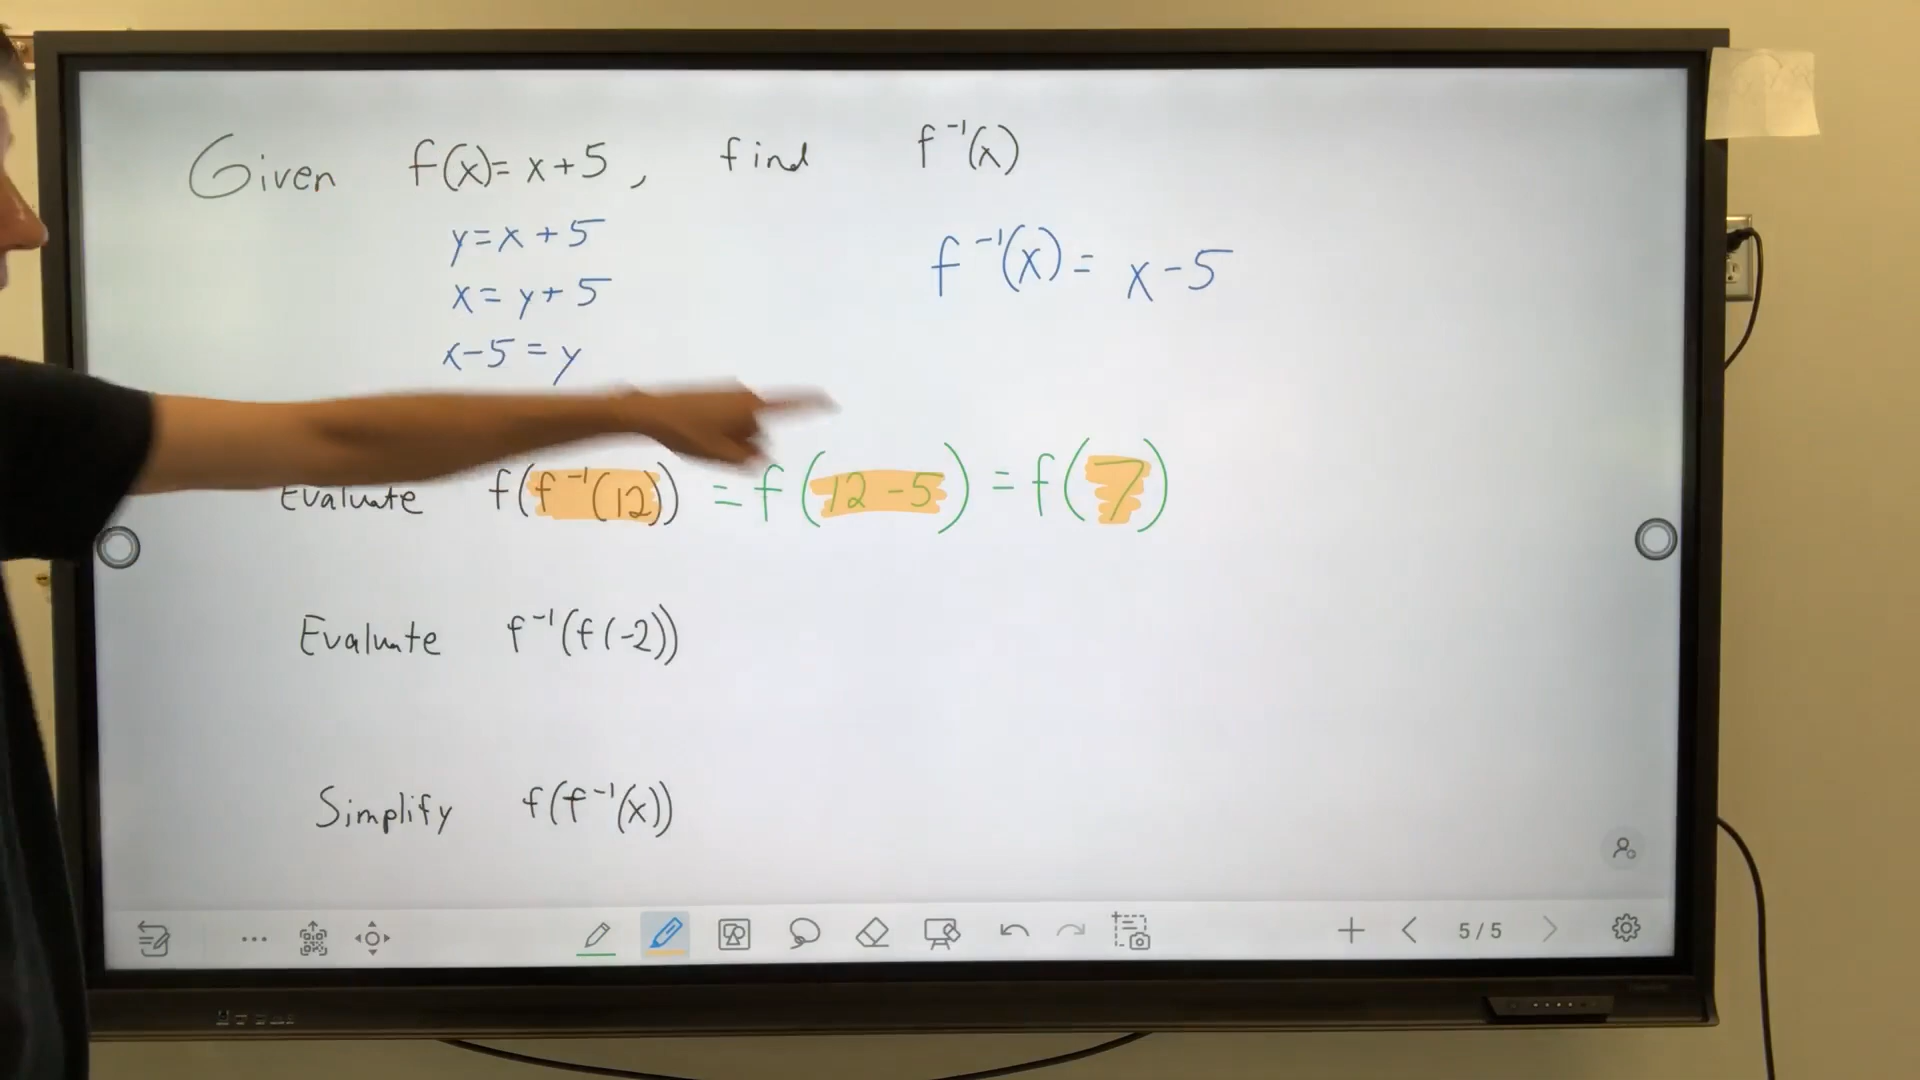 Given f(x)= x+5, find f⁻¹(x)
y=x+5
x=y+5
x-5=y
f⁻¹(x)= x-5
Evaluate f(f⁻¹(12)) = f(12-5) = f(7)
Evaluate f⁻¹(f(-2))
Simplify f(f⁻¹(x))
5/5